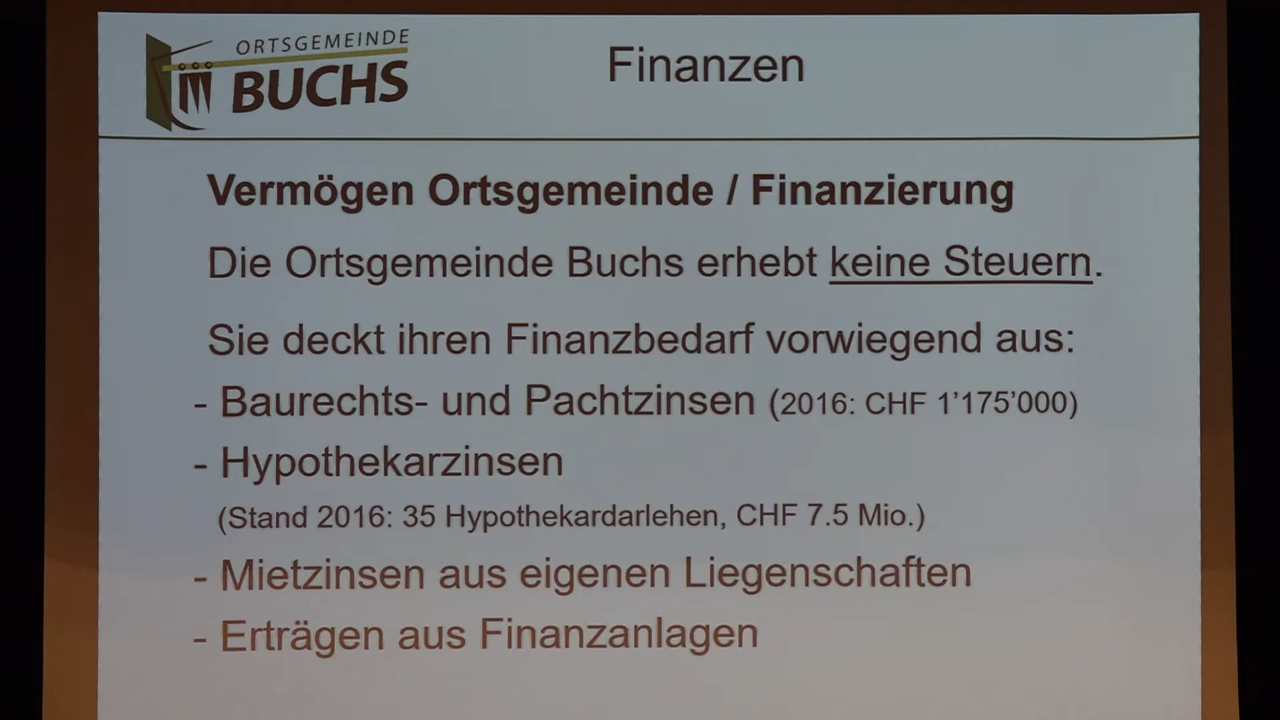 ORTSGEMEINDE
BUCHS
Finanzen
Vermögen Ortsgemeinde / Finanzierung
Die Ortsgemeinde Buchs erhebt keine Steuern.
Sie deckt ihren Finanzbedarf vorwiegend aus:
- Baurechts- und Pachtzinsen (2016: CHF 1’175’000)
- Hypothekarzinsen
(Stand 2016: 35 Hypothekardarlehen, CHF 7.5 Mio.)
- Mietzinsen aus eigenen Liegenschaften
- Erträgen aus Finanzanlagen